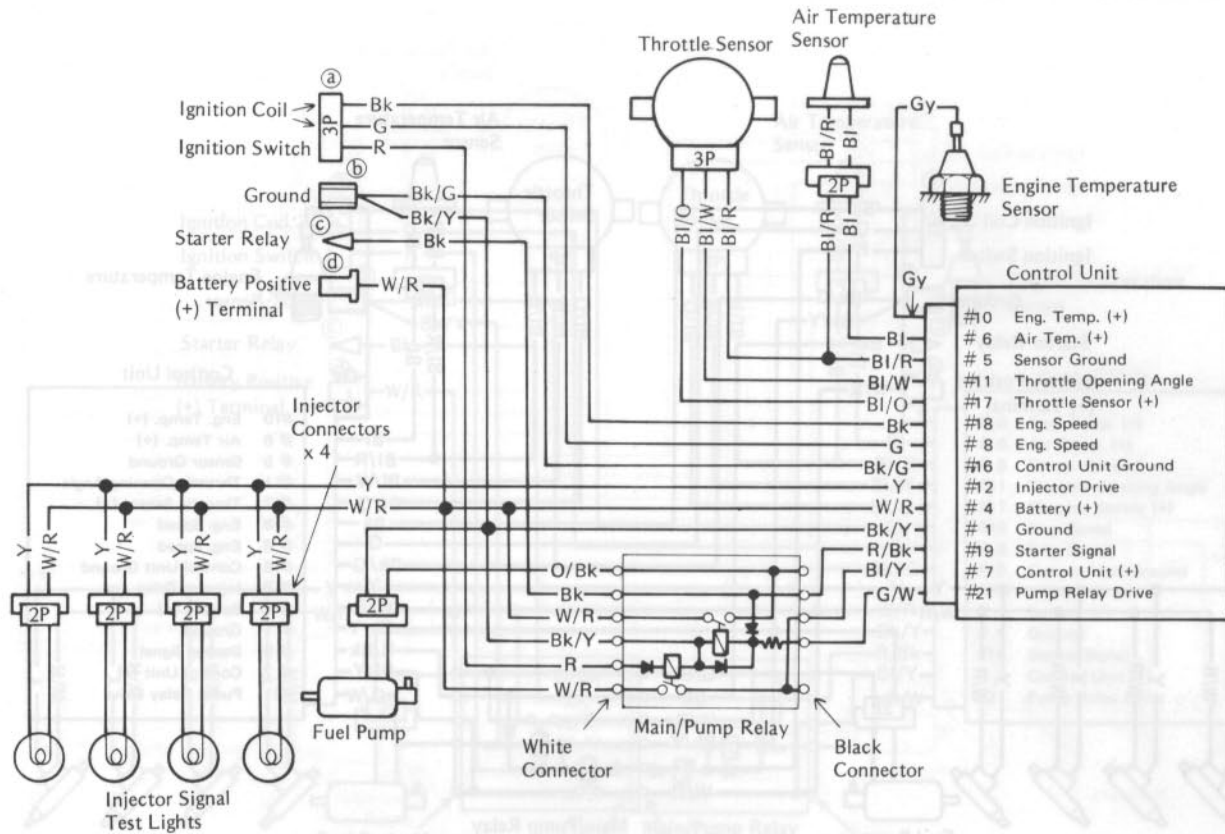 Air Temperature
Sensor
Throttle Sensor
ⓐ
Ignition Coil
Ignition Switch
3P
Bk
G
R
ⓑ
Ground
Bk/G
Bk/Y
ⓒ
Starter Relay
Bk
ⓓ
Battery Positive
(+) Terminal
W/R
3P
Bl/O
Bl/W
Bl/R
Bl/R
Bl
2P
Bl/R
Bl
Gy
Engine Temperature
Sensor
Gy
Control Unit
#10 Eng. Temp. (+)
Bl # 6 Air Tem. (+)
Bl/R # 5 Sensor Ground
Bl/W #11 Throttle Opening Angle
Bl/O #17 Throttle Sensor (+)
Bk #18 Eng. Speed
G # 8 Eng. Speed
Bk/G #16 Control Unit Ground
Y Y #12 Injector Drive
W/R W/R # 4 Battery (+)
Bk/Y # 1 Ground
R/Bk #19 Starter Signal
Bl/Y # 7 Control Unit (+)
G/W #21 Pump Relay Drive
Injector
Connectors
x 4
Y W/R Y W/R Y W/R Y W/R
2P 2P 2P 2P
2P
O/Bk
Bk
W/R
Bk/Y
R
W/R
Fuel Pump
Main/Pump Relay
White
Connector
Black
Connector
Injector Signal
Test Lights